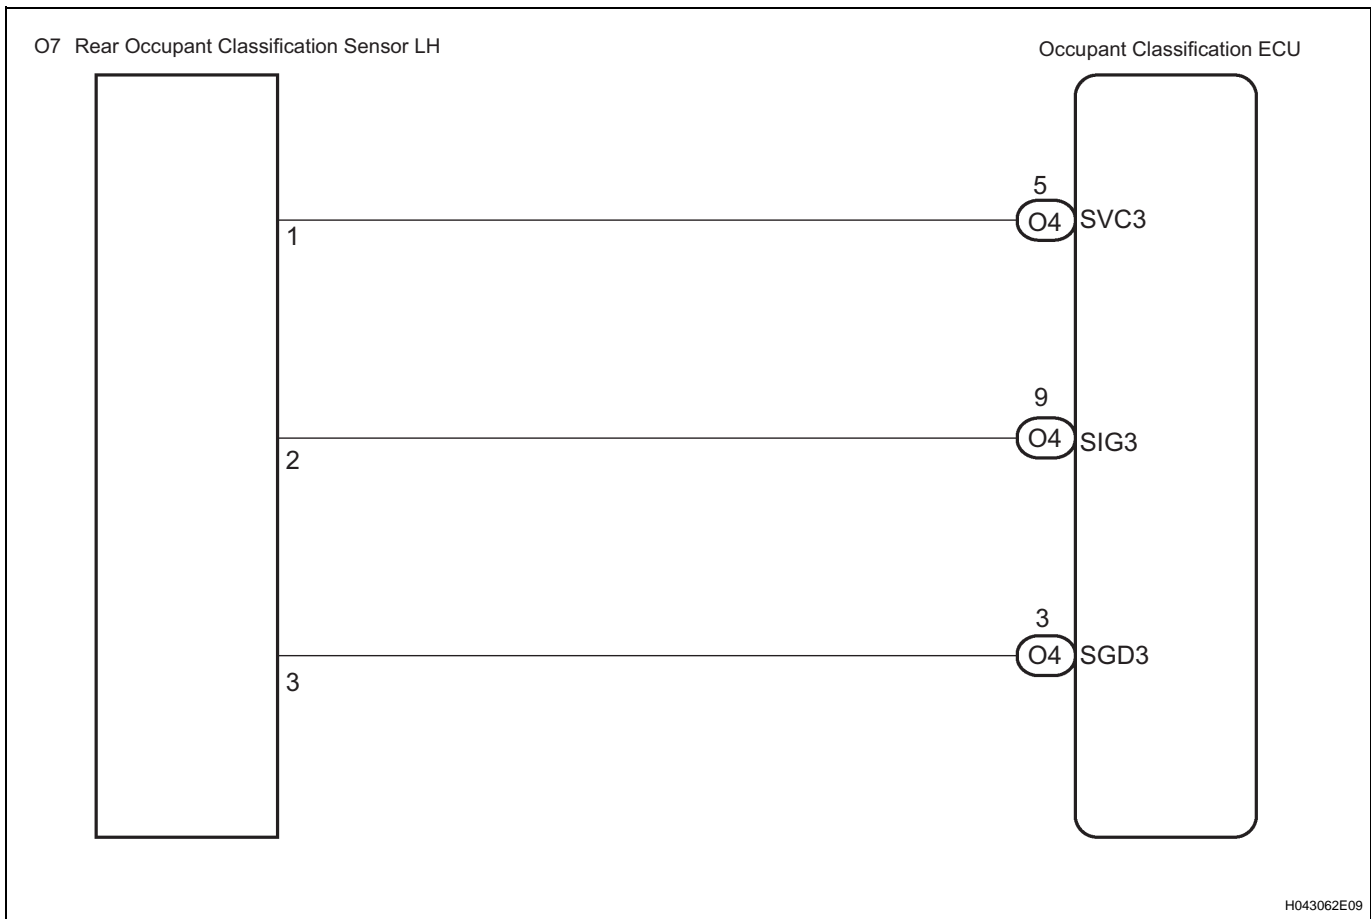 O7 Rear Occupant Classification Sensor LH
Occupant Classification ECU
5
1
O4
SVC3
9
2
O4
SIG3
3
3
O4
SGD3
H043062E09